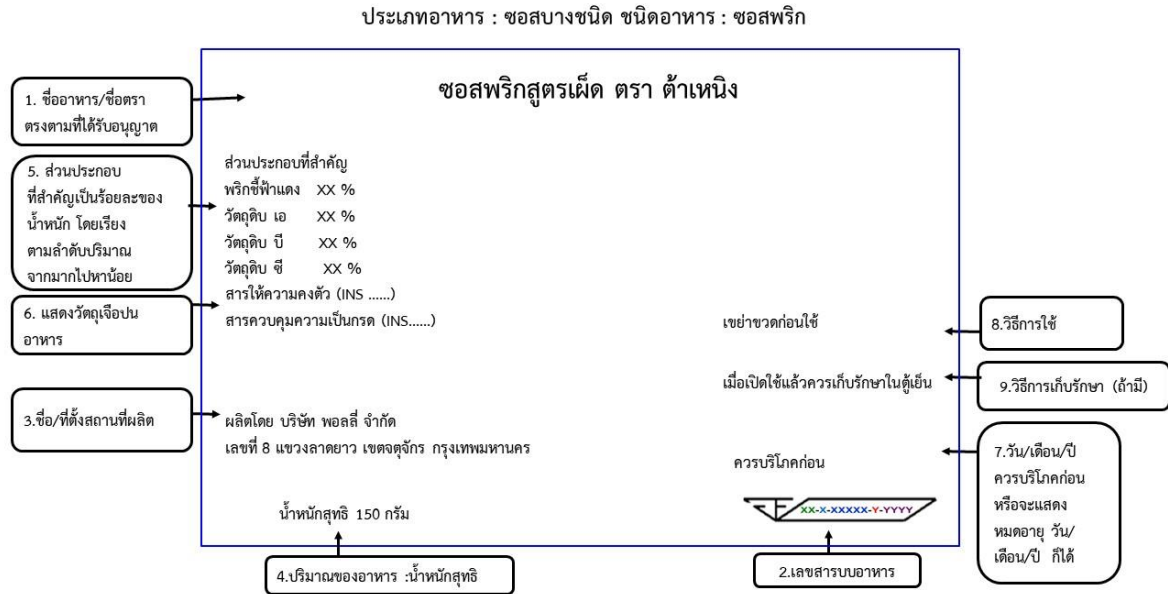 ประเภทอาหาร : ซอสบางชนิด ชนิดอาหาร : ซอสพริก
1. ชื่ออาหาร/ชื่อตรา
ตรงตามที่ได้รับอนุญาต
ซอสพริกสูตรเผ็ด ตรา ต้าเหนิง
5. ส่วนประกอบ
ที่สำคัญเป็นร้อยละของ
น้ำหนัก โดยเรียง
ตามลำดับปริมาณ
จากมากไปหาน้อย
ส่วนประกอบที่สำคัญ
พริกชี้ฟ้าแดง XX %
วัตถุดิบ เอ XX %
วัตถุดิบ บี XX %
วัตถุดิบ ซี XX %
สารให้ความคงตัว (INS ......)
สารควบคุมความเป็นกรด (INS......)
6. แสดงวัตถุเจือปน
อาหาร
เขย่าขวดก่อนใช้
8.วิธีการใช้
เมื่อเปิดใช้แล้วควรเก็บรักษาในตู้เย็น
9.วิธีการเก็บรักษา (ถ้ามี)
3.ชื่อ/ที่ตั้งสถานที่ผลิต
ผลิตโดย บริษัท พอลลี่ จำกัด
เลขที่ 8 แขวงลาดยาว เขตจตุจักร กรุงเทพมหานคร
ควรบริโภคก่อน
7.วัน/เดือน/ปี
ควรบริโภคก่อน
หรือจะแสดง
หมดอายุ วัน/
เดือน/ปี ก็ได้
น้ำหนักสุทธิ 150 กรัม
XX-X-XXXXX-Y-YYYY
4.ปริมาณของอาหาร :น้ำหนักสุทธิ
2.เลขสารบบอาหาร